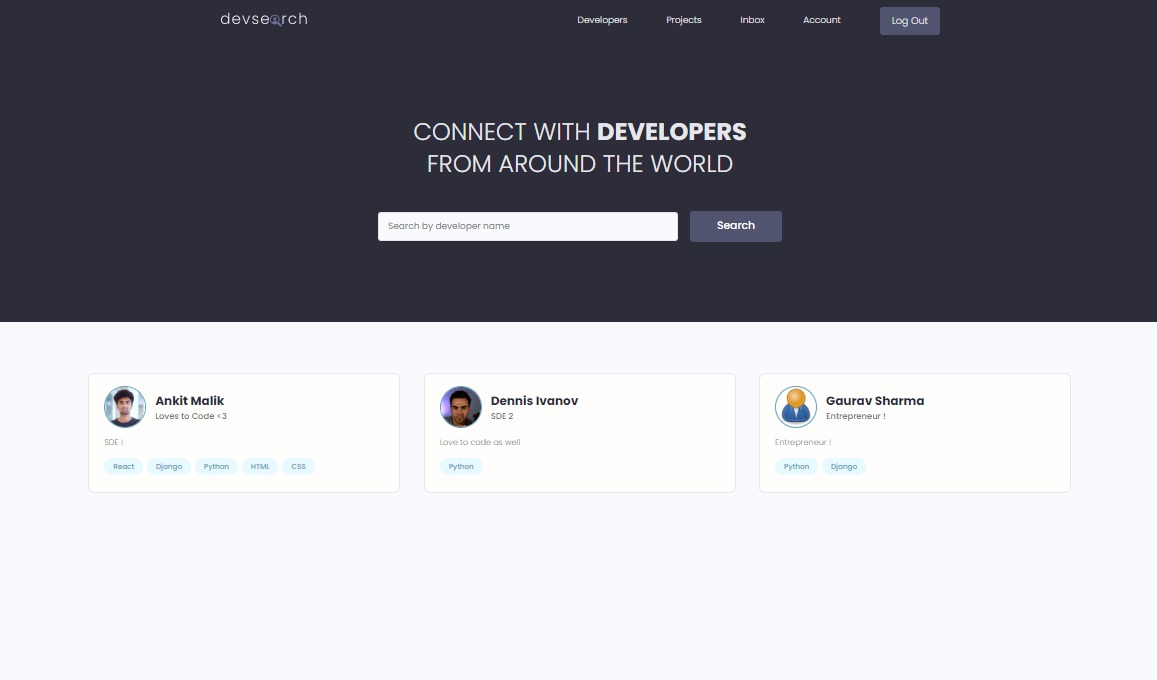 devsearch
Developers Projects Inbox Account Log Out
CONNECT WITH DEVELOPERS
FROM AROUND THE WORLD
Search by developer name Search
Ankit Malik
Loves to Code <3
SDE I
React Django Python HTML CSS
Dennis Ivanov
SDE 2
Love to code as well
Python
Gaurav Sharma
Entrepreneur !
Entrepreneur !
Python Django